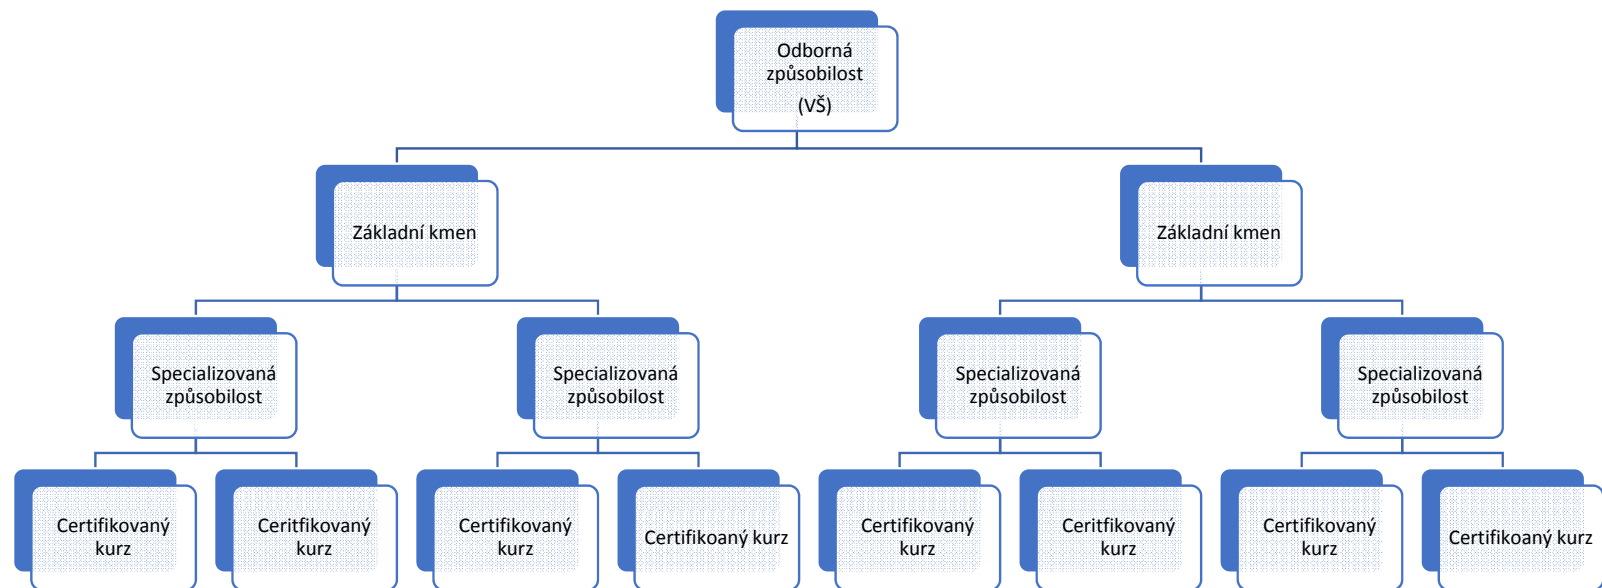 Odborná
způsobilost
(VŠ)
Základní kmen
Základní kmen
Specializovaná
způsobilost
Specializovaná
způsobilost
Specializovaná
způsobilost
Specializovaná
způsobilost
Certifikovaný
kurz
Ceritfikovaný
kurz
Certifikovaný
kurz
Certifikoaný kurz
Certifikovaný
kurz
Ceritfikovaný
kurz
Certifikovaný
kurz
Certifikoaný kurz